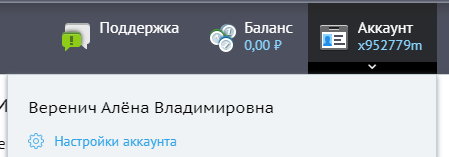 Поддержка
Баланс
0,00 ₽
Аккаунт
x952779m
Веренич Алёна Владимировна
Настройки аккаунта